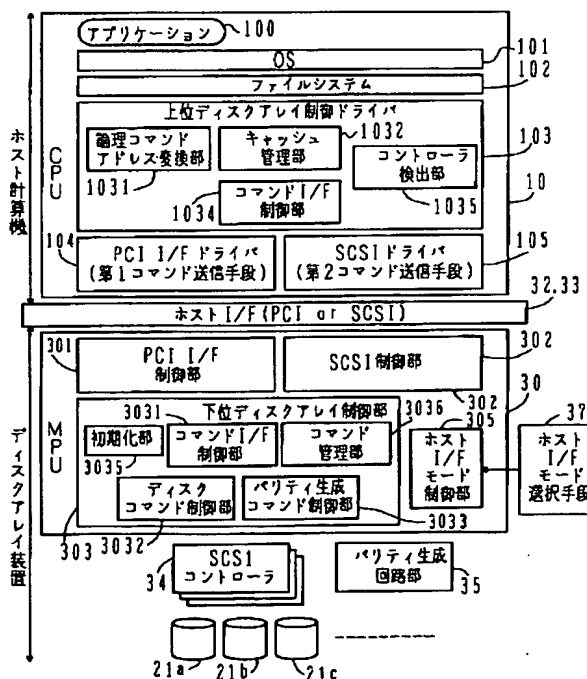 アプリケーション
100
OS
101
ファイルシステム
102
上位ディスクアレイ制御ドライバ
論理コマンド
アドレス変換部
1031
キャッシュ
管理部
1032
コントローラ
検出部
1035
コマンドI/F
制御部
1034
103
10
CPU
ホスト計算機
104
PCI I/Fドライバ
(第1コマンド送信手段)
SCSIドライバ
(第2コマンド送信手段)
105
ホストI/F(PCI or SCSI)
32.33
301
PCI I/F
制御部
SCSI制御部
302
302
30
MPU
ディスクアレイ装置
下位ディスクアレイ制御部
初期化部
3035
3031
コマンドI/F
制御部
コマンド
管理部
3036
305
ホスト
I/F
モード
制御部
37
ホスト
I/F
モード
選択手段
ディスク
コマンド制御部
3032
パリティ生成
コマンド制御部
3033
303
34
SCS1
コントローラ
パリティ生成
回路部
35
21a
21b
21c